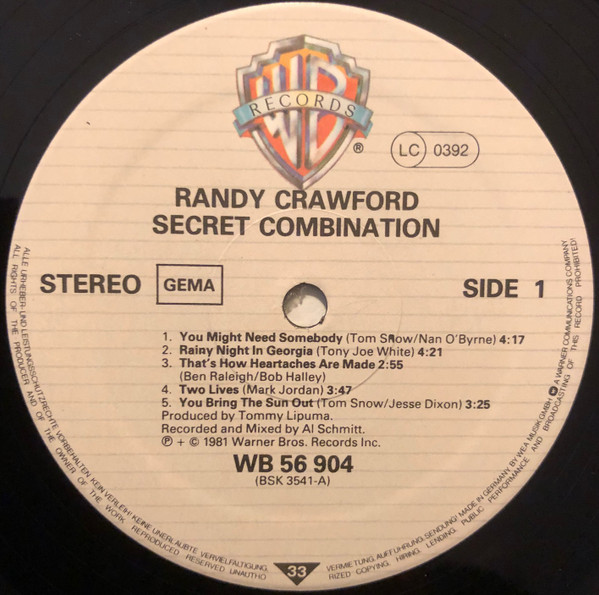 WB
RECORDS
®
LC 0392
RANDY CRAWFORD
SECRET COMBINATION
STEREO GEMA SIDE 1
1. You Might Need Somebody (Tom Snow/Nan O'Byrne) 4:17
2. Rainy Night In Georgia (Tony Joe White) 4:21
3. That's How Heartaches Are Made 2:55
(Ben Raleigh/Bob Halley)
4. Two Lives (Mark Jordan) 3:47
5. You Bring The Sun Out (Tom Snow/Jesse Dixon) 3:25
Produced by Tommy Lipuma.
Recorded and Mixed by Al Schmitt.
℗ + © 1981 Warner Bros. Records Inc.
WB 56 904
(BSK 3541-A)
33
ALLE URHEBER- UND LEISTUNGSSCHUTZRECHTE VORBEHALTEN. KEIN VERLEIH! KEINE UNERLAUBTE VERVIELFÄLTIGUNG, VERMIETUNG, AUFFÜHRUNG, SENDUNG! MADE IN GERMANY BY WEA MUSIK GMBH A WARNER COMMUNICATIONS COMPANY
ALL RIGHTS OF THE PRODUCER AND OF THE OWNER OF THE WORK REPRODUCED RESERVED UNAUTHO RIZED COPYING, HIRING, LENDING, PUBLIC PERFORMANCE AND BROADCASTING OF THIS RECORD PROHIBITED!